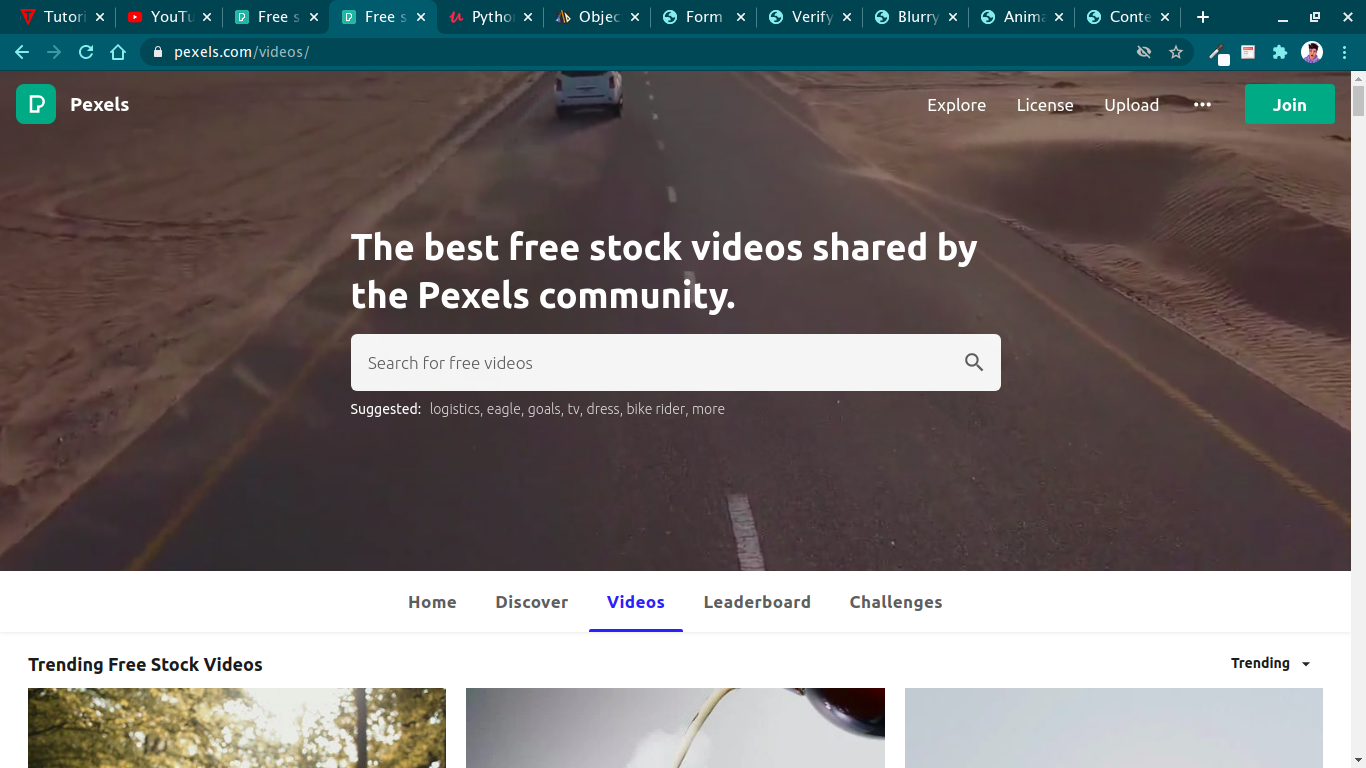 Tutori YouTu Free s Free s Pytho Objec Form Verify Blurry Anima Conte
pexels.com/videos/
Pexels Explore License Upload ••• Join
The best free stock videos shared by
the Pexels community.
Search for free videos
Suggested: logistics, eagle, goals, tv, dress, bike rider, more
Home Discover Videos Leaderboard Challenges
Trending Free Stock Videos Trending